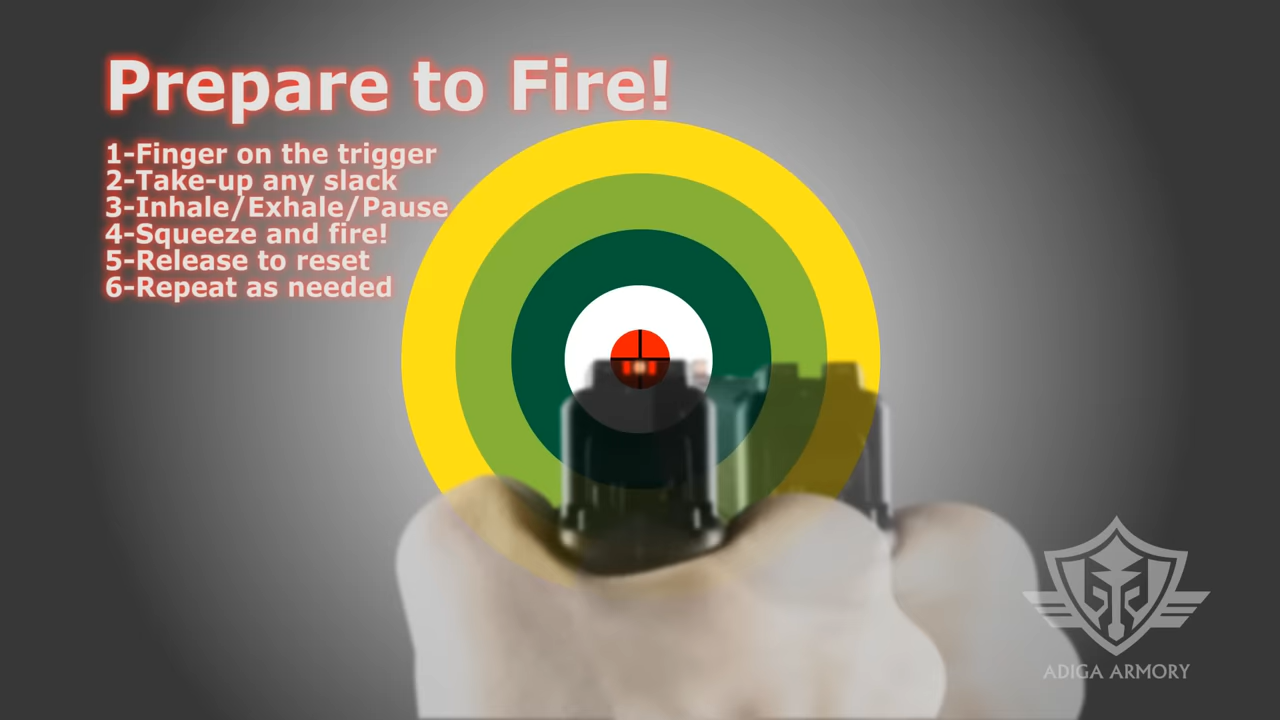 Prepare to Fire!
1-Finger on the trigger
2-Take-up any slack
3-Inhale/Exhale/Pause
4-Squeeze and fire!
5-Release to reset
6-Repeat as needed
ADIGA ARMORY